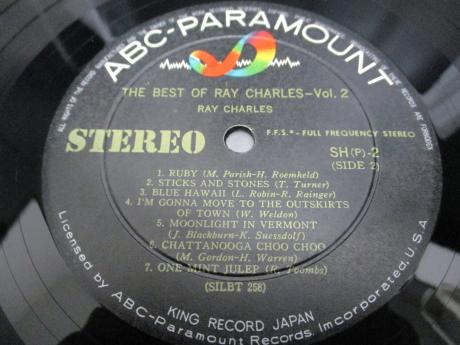 ABC-PARAMOUNT
THE BEST OF RAY CHARLES—Vol. 2
RAY CHARLES
STEREO
F.F.S.*- FULL FREQUENCY STEREO
SH(P)-2
(SIDE 2)
1. RUBY (M. Parish-H. Roemheld)
2. STICKS AND STONES (T. Turner)
3. BLUE HAWAII (L. Robin-R. Rainger)
4. I'M GONNA MOVE TO THE OUTSKIRTS
OF TOWN (W. Weldon)
5. MOONLIGHT IN VERMONT
(J. Blackburn-K. Suessdolf)
6. CHATTANOOGA CHOO CHOO
(M. Gordon-H. Warren)
7. ONE MINT JULEP (R. Toombs)
(SILBT 258)
KING RECORD JAPAN
Licensed by ABC-Paramount Records, Incorporated, U.S.A.